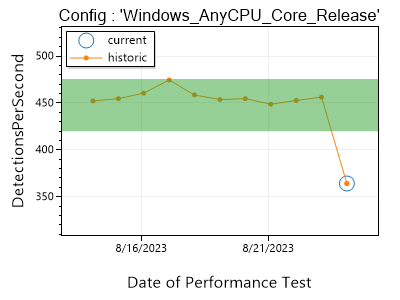 Config : 'Windows_AnyCPU_Core_Release'
current
historic
DetectionsPerSecond
500
450
400
350
8/16/2023
8/21/2023
Date of Performance Test